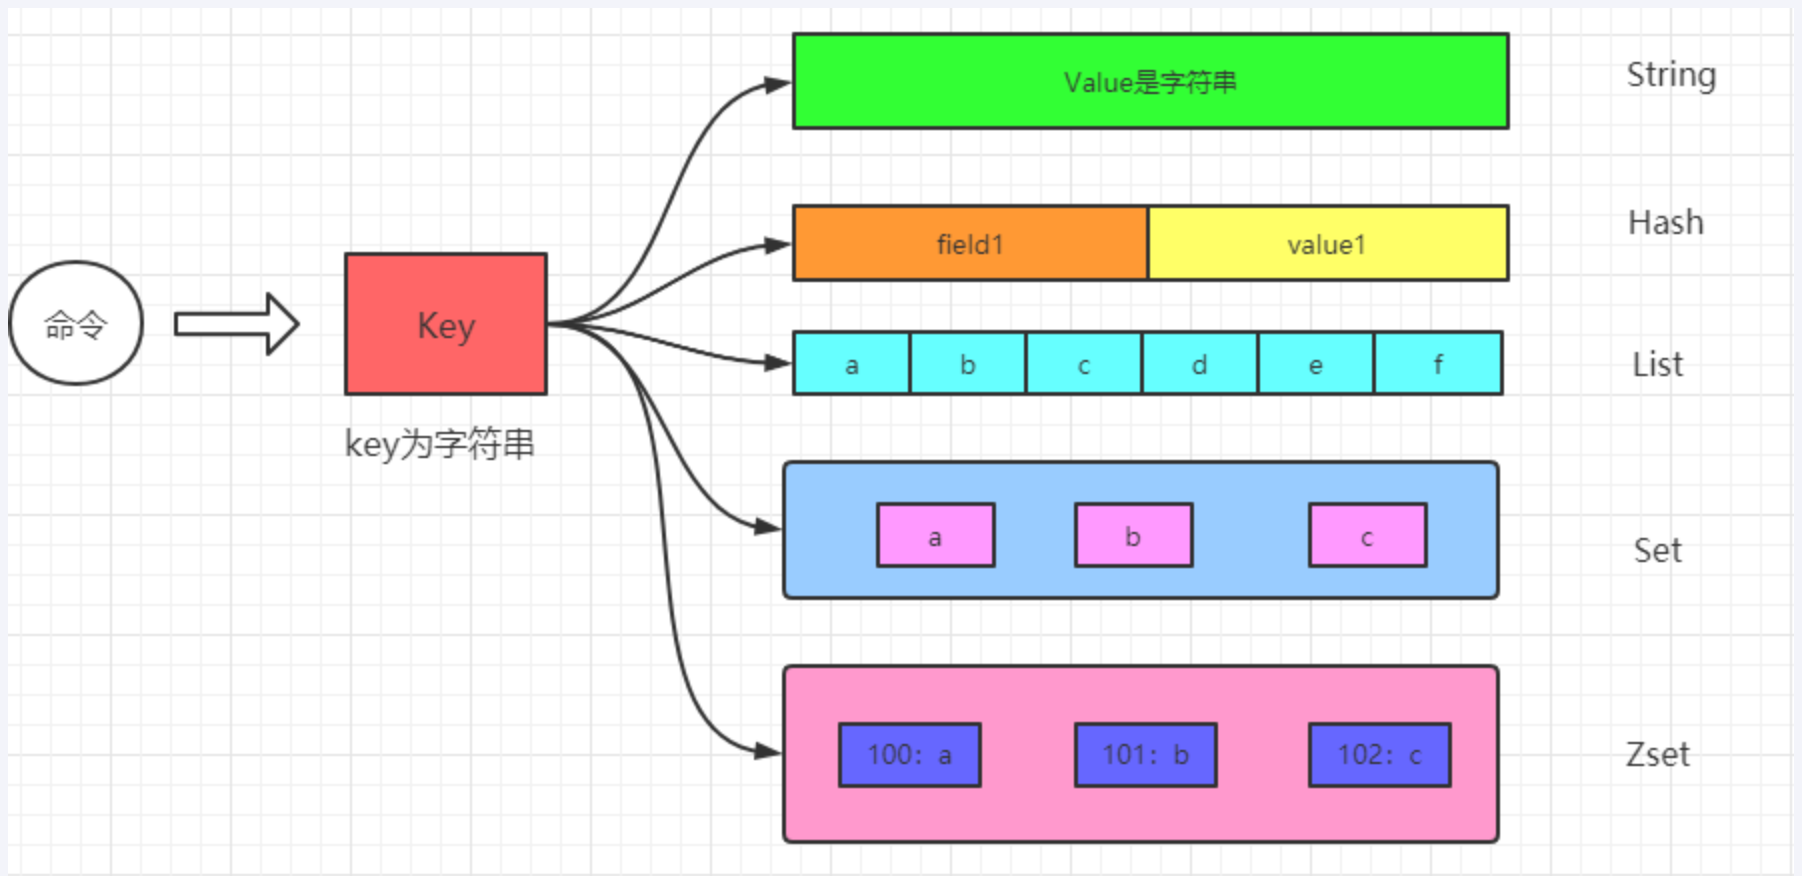 Value是字符串
String
field1
value1
Hash
命令
Key
key为字符串
a
b
c
d
e
f
List
a
b
c
Set
100: a
101: b
102: c
Zset